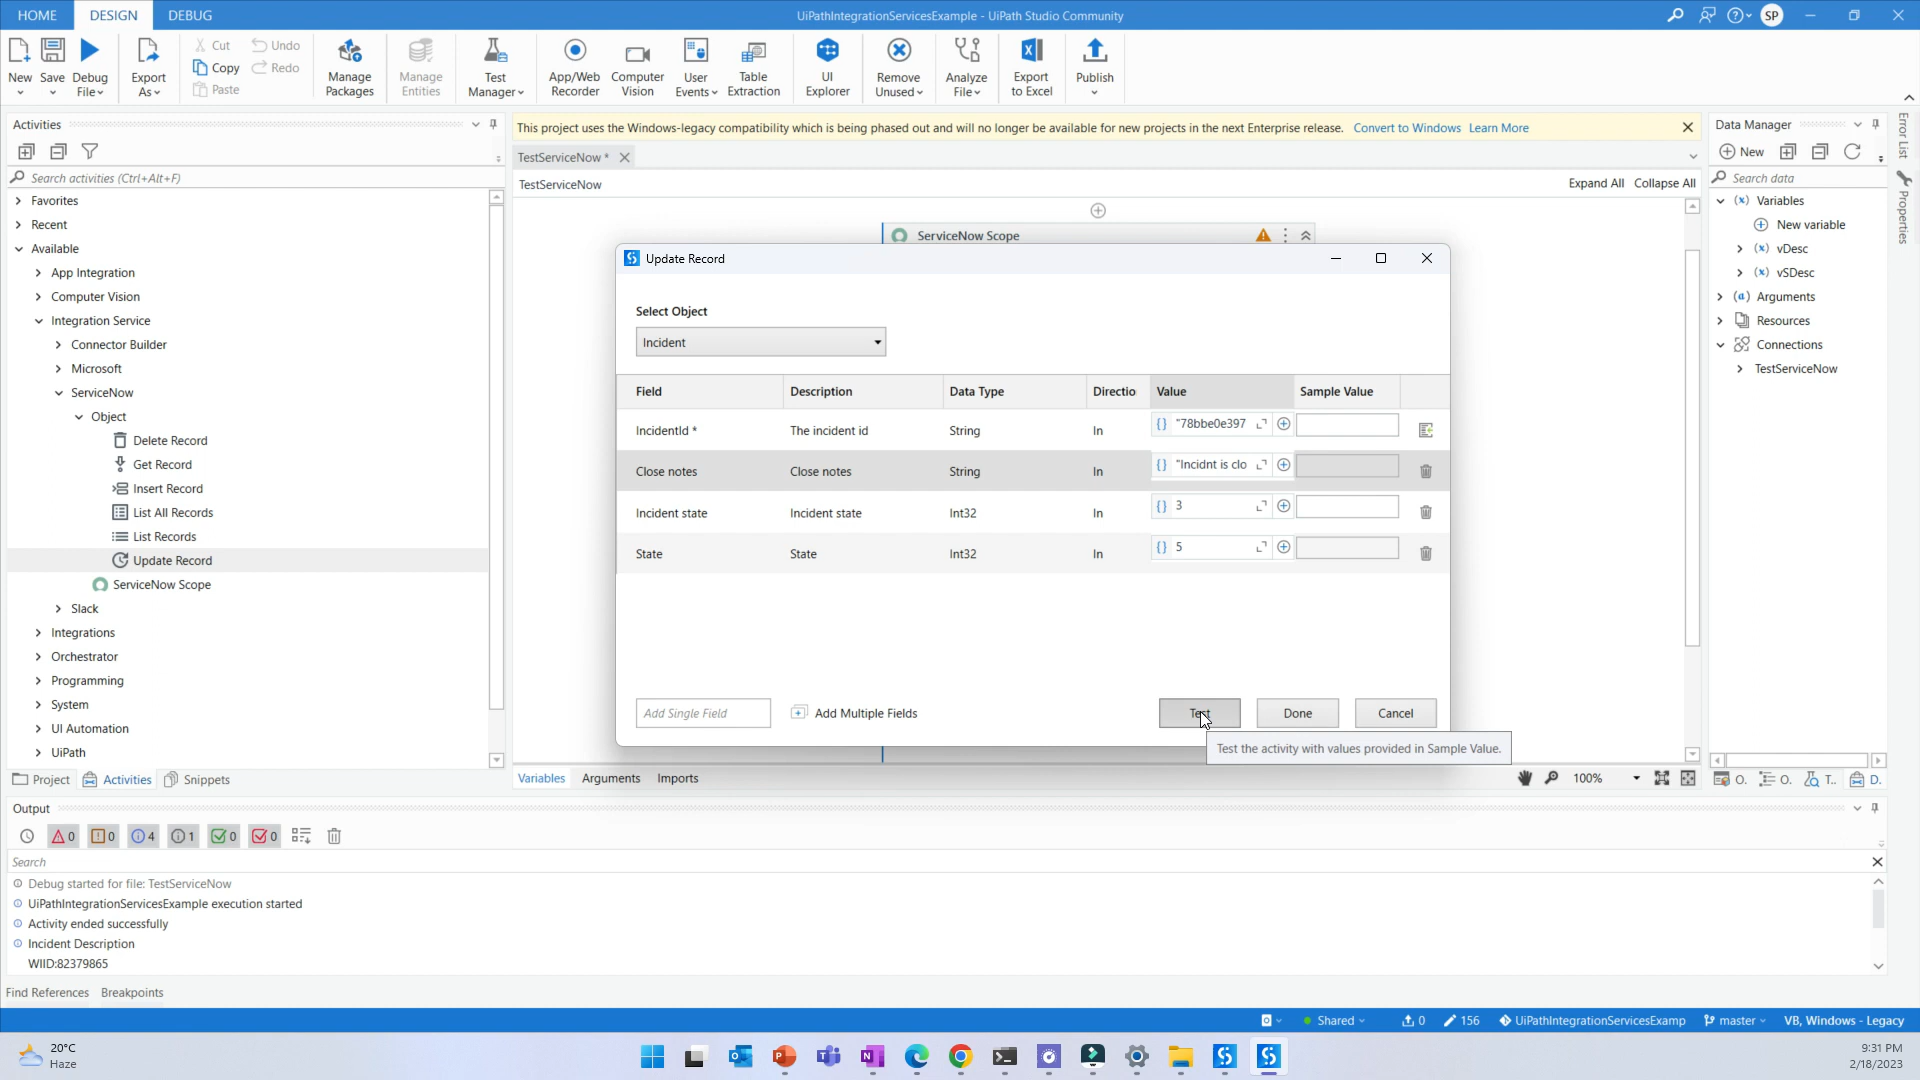 HOME DESIGN DEBUG UiPathIntegrationServicesExample - UiPath Studio Community SP
New Save Debug File Export As Cut Copy Paste Undo Redo Manage Packages Manage Entities Test Manager App/Web Recorder Computer Vision User Events Table Extraction UI Explorer Remove Unused Analyze File Export to Excel Publish
Activities
Search activities (Ctrl+Alt+F)
Favorites
Recent
Available
App Integration
Computer Vision
Integration Service
Connector Builder
Microsoft
ServiceNow
Object
Delete Record
Get Record
Insert Record
List All Records
List Records
Update Record
ServiceNow Scope
Slack
Integrations
Orchestrator
Programming
System
UI Automation
UiPath
Project Activities Snippets
This project uses the Windows-legacy compatibility which is being phased out and will no longer be available for new projects in the next Enterprise release. Convert to Windows Learn More
TestServiceNow *
TestServiceNow Expand All Collapse All
ServiceNow Scope
Update Record
Select Object
Incident
Field Description Data Type Directio Value Sample Value
IncidentId * The incident id String In "78bbe0e397
Close notes Close notes String In "Incidnt is clo
Incident state Incident state Int32 In 3
State State Int32 In 5
Add Single Field Add Multiple Fields Test Done Cancel
Test the activity with values provided in Sample Value.
Variables Arguments Imports 100%
Data Manager
New
Search data
Variables
New variable
vDesc
vSDesc
Arguments
Resources
Connections
TestServiceNow
O. O. T.. D.
Error List
Properties
Output
0 0 4 1 0 0
Search
Debug started for file: TestServiceNow
UiPathIntegrationServicesExample execution started
Activity ended successfully
Incident Description
WIID:82379865
Find References Breakpoints
Shared 0 156 UiPathIntegrationServicesExamp master VB, Windows - Legacy
20°C
Haze
9:31 PM
2/18/2023